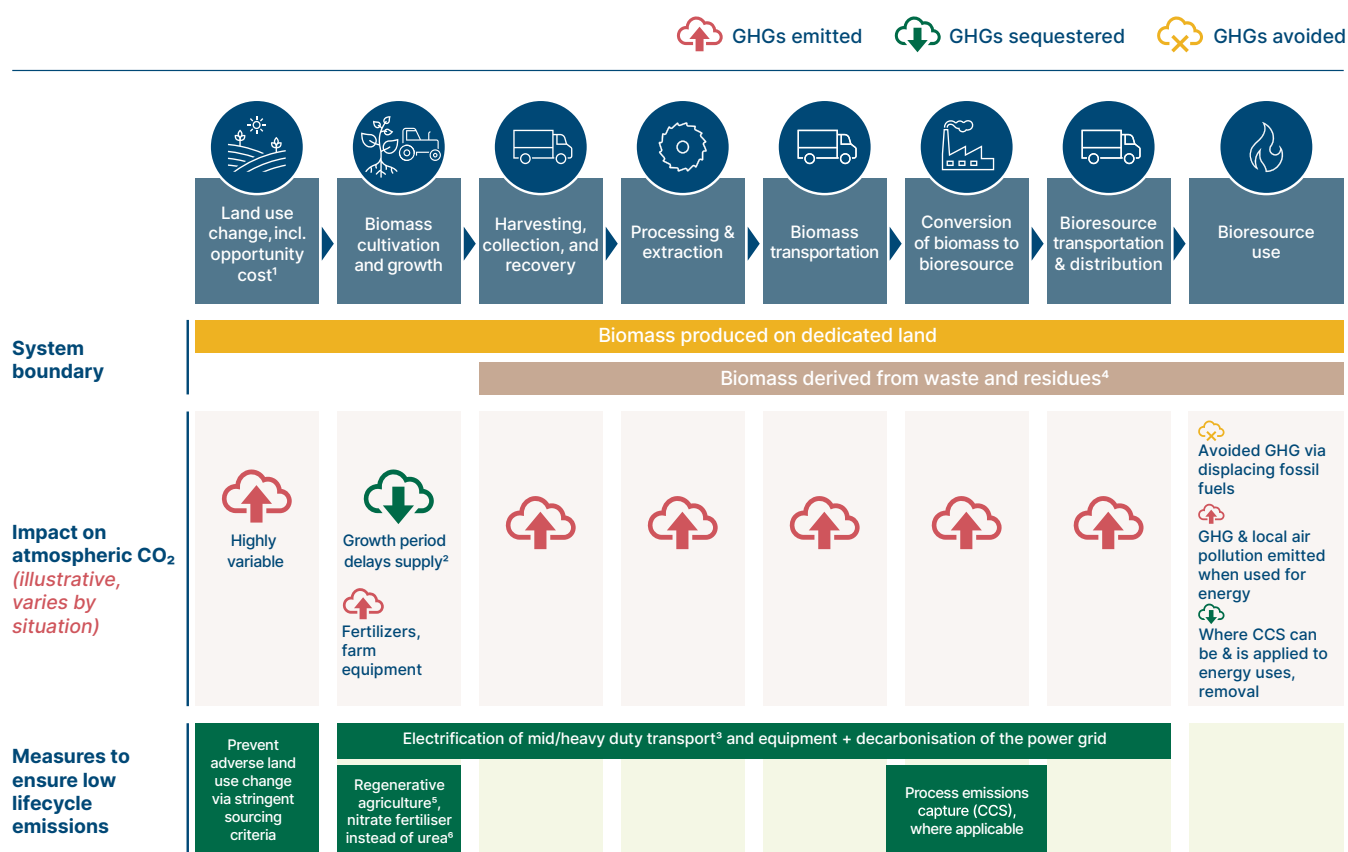 GHGs emitted
GHGs sequestered
GHGs avoided
Land use
change, incl.
opportunity
cost¹
Biomass
cultivation
and growth
Harvesting,
collection, and
recovery
Processing &
extraction
Biomass
transportation
Conversion
of biomass to
bioresource
Bioresource
transportation
& distribution
Bioresource
use
System
boundary
Biomass produced on dedicated land
Biomass derived from waste and residues⁴
Impact on
atmospheric CO₂
(illustrative,
varies by
situation)
Highly
variable
Growth period
delays supply²
Fertilizers,
farm
equipment
Avoided GHG via
displacing fossil
fuels
GHG & local air
pollution emitted
when used for
energy
Where CCS can
be & is applied to
energy uses,
removal
Measures to
ensure low
lifecycle
emissions
Prevent
adverse land
use change
via stringent
sourcing
criteria
Electrification of mid/heavy duty transport³ and equipment + decarbonisation of the power grid
Regenerative
agriculture⁵,
nitrate fertiliser
instead of urea⁶
Process emissions
capture (CCS),
where applicable